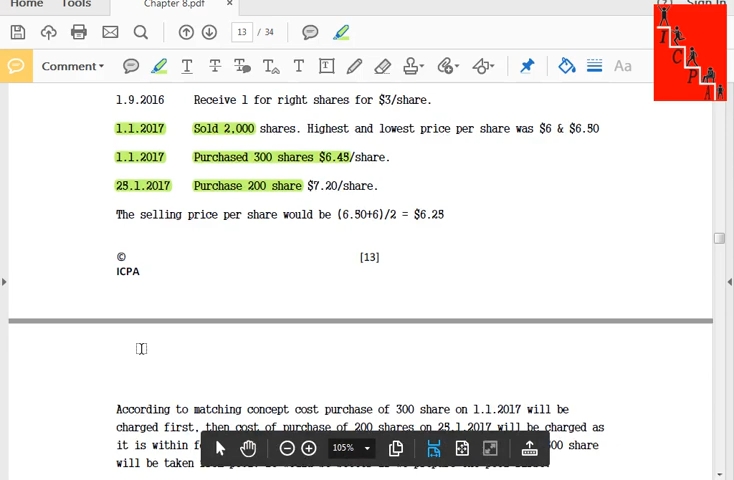 Home Tools Chapter 8.pdf × Sign In
13 / 34
Comment
Aa
I
C
P
A
1.9.2016 Receive 1 for right shares for $3/share.
1.1.2017 Sold 2,000 shares. Highest and lowest price per share was $6 & $6.50
1.1.2017 Purchased 300 shares $6.45/share.
25.1.2017 Purchase 200 share $7.20/share.
The selling price per share would be (6.50+6)/2 = $6.25
© [13]
ICPA
According to matching concept cost purchase of 300 share on 1.1.2017 will be
charged first, then cost of purchase of 200 shares on 25.1.2017 will be charged as
it is within share
will be taken
105%